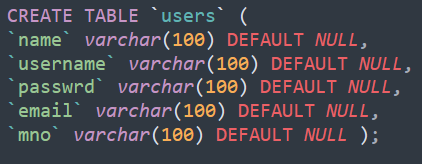 CREATE TABLE `users` (
`name` varchar(100) DEFAULT NULL,
`username` varchar(100) DEFAULT NULL,
`passwrd` varchar(100) DEFAULT NULL,
`email` varchar(100) DEFAULT NULL,
`mno` varchar(100) DEFAULT NULL );